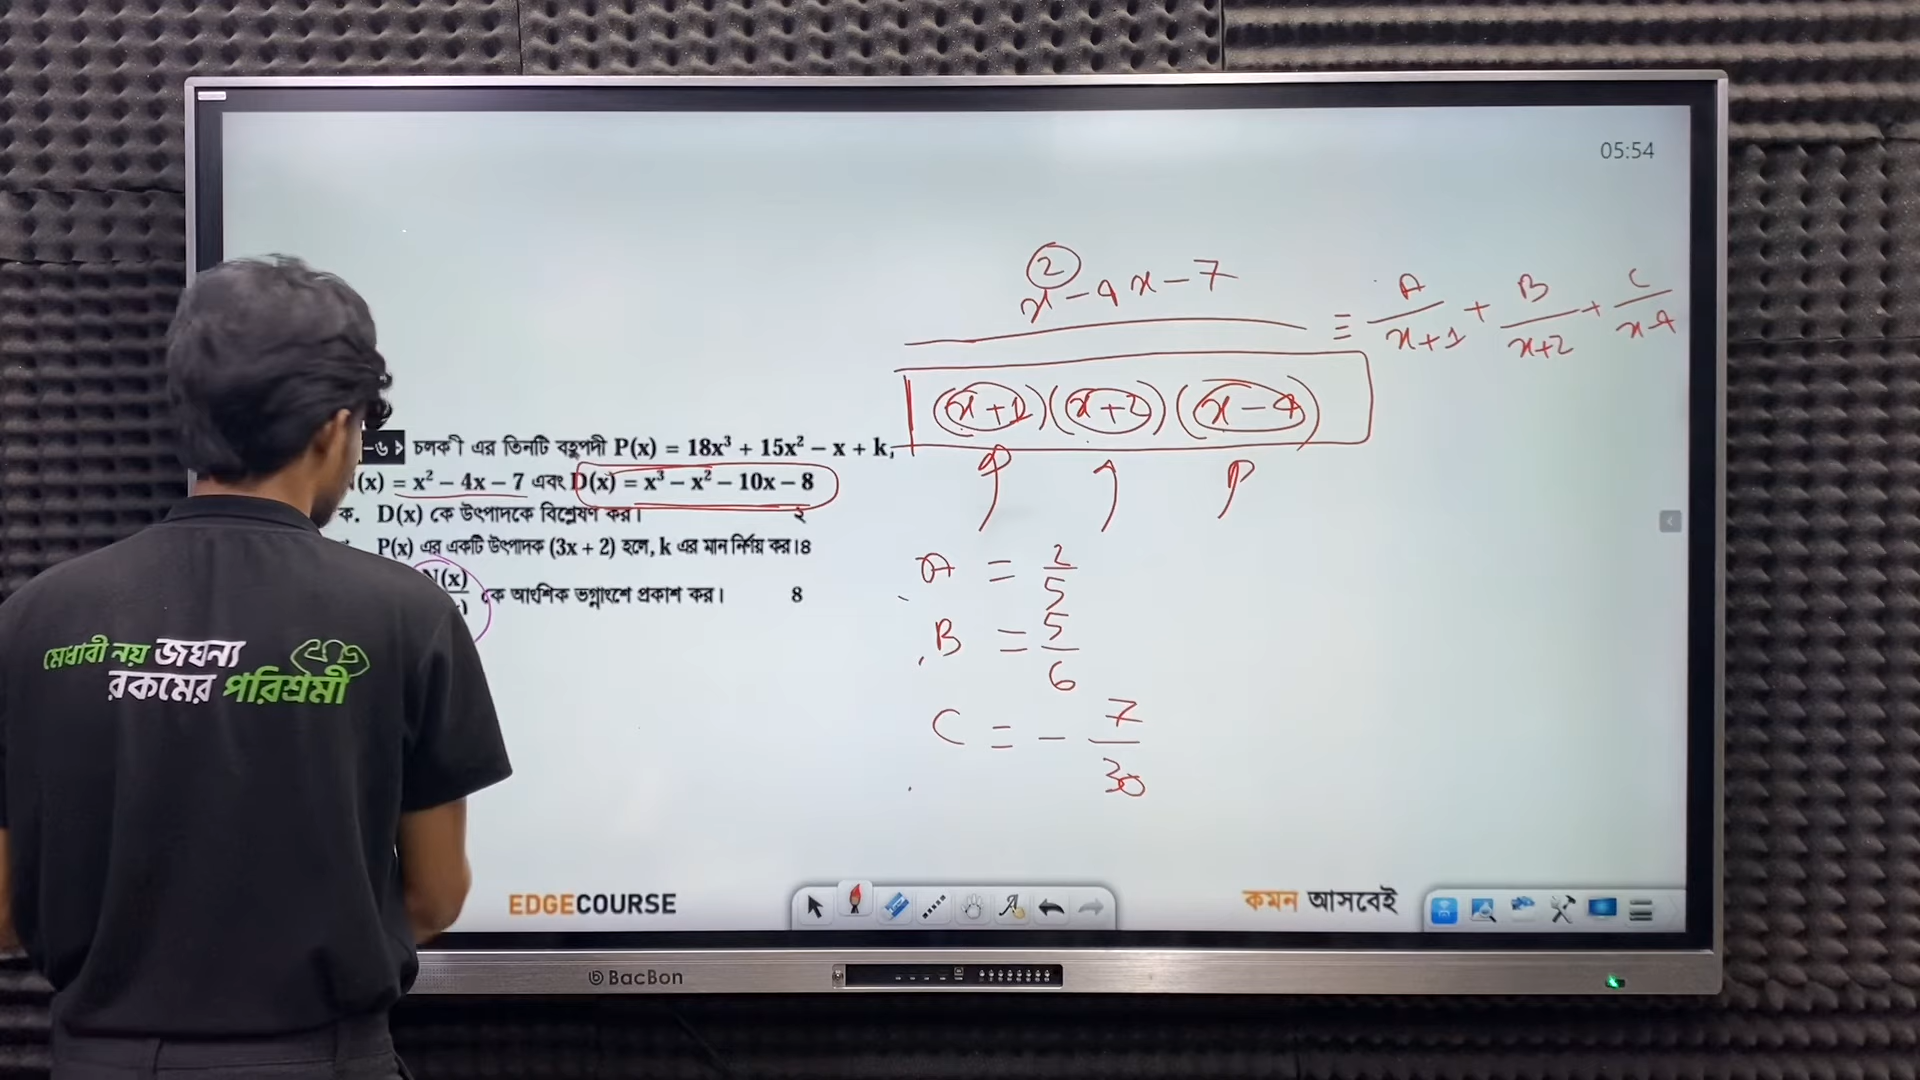 05:54
x² - 4x - 7 ≡ A/x+1 + B/x+2 + C/x-4
(x+1)(x+2)(x-4)
-৬ চলক x এর তিনটি বহুপদী P(x) = 18x³ + 15x² − x + k,
(x) = x² − 4x − 7 এবং D(x) = x³ − x² − 10x − 8
ক. D(x) কে উৎপাদকে বিশ্লেষণ কর। ২
P(x) এর একটি উৎপাদক (3x + 2) হলে, k এর মান নির্ণয় কর। ৪
N(x)
কে আংশিক ভগ্নাংশে প্রকাশ কর। ৪
A = 2/5
B = 5/6
C = - 7/30
মেধাবী নয় জঘন্য
রকমের পরিশ্রমী
EDGECOURSE
কমন আসবেই
BacBon